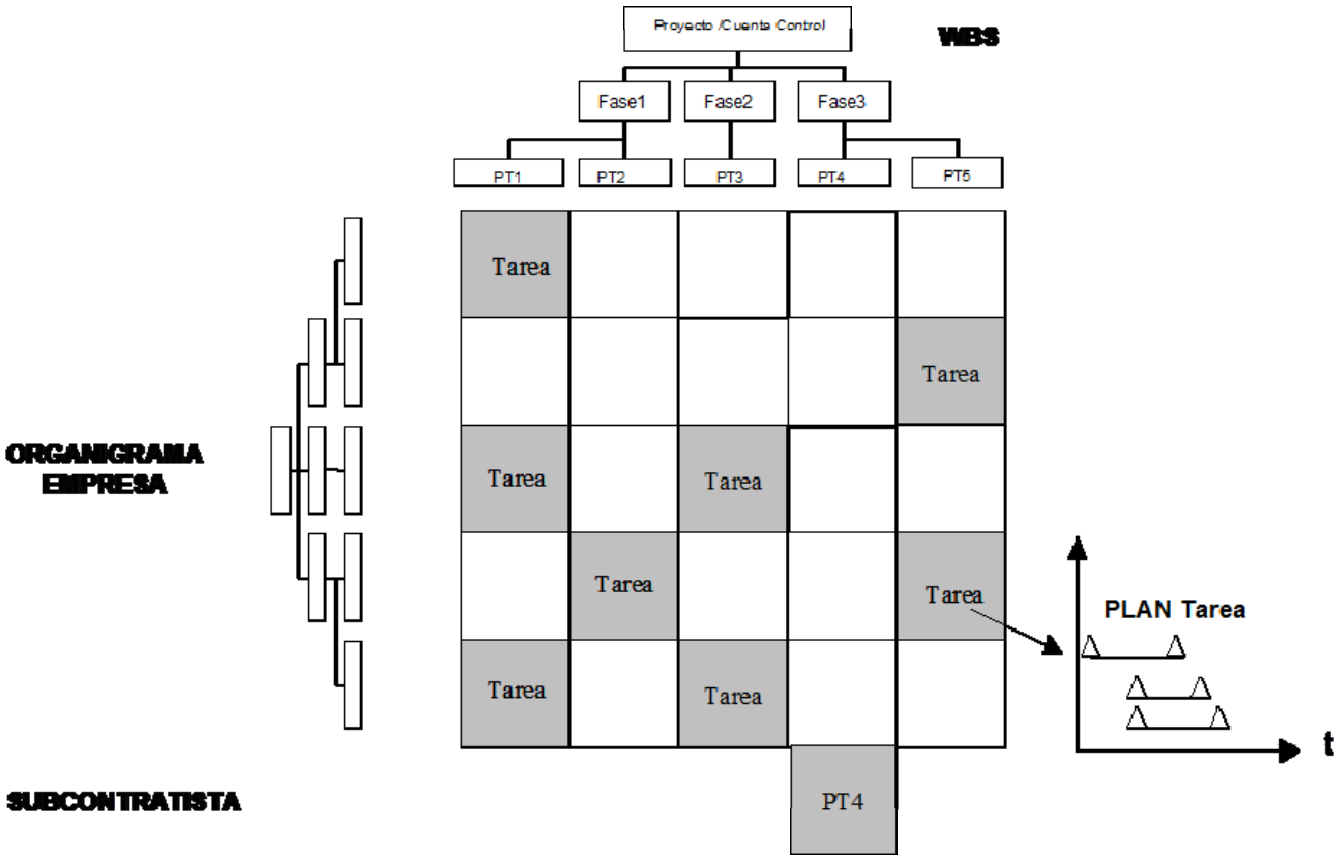 Proyecto /Cuenta Control
WBS
Fase1
Fase2
Fase3
PT1
PT2
PT3
PT4
PT5
Tarea
Tarea
ORGANIGRAMA
EMPRESA
Tarea
Tarea
Tarea
Tarea
PLAN Tarea
Tarea
Tarea
t
SUBCONTRATISTA
PT4